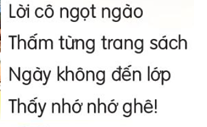 Lời cô ngọt ngào
Thấm từng trang sách
Ngày không đến lớp
Thấy nhớ nhớ ghê!